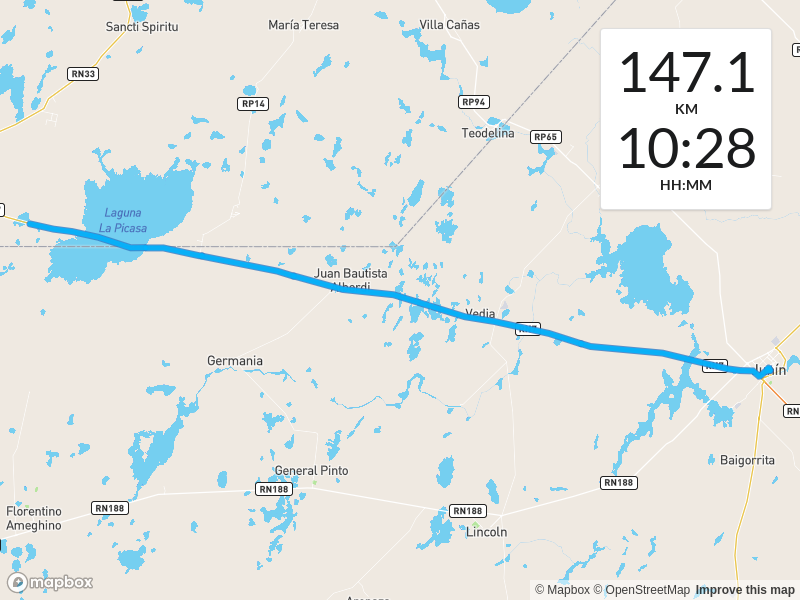 Sancti Spiritu
María Teresa
Villa Cañas
RN33
RP14
RP94
Teodelina
RP65
147.1
KM
10:28
HH:MM
Laguna
La Picasa
Juan Bautista
Alberdi
Vedia
Germania
Junín
Baigorrita
General Pinto
RN188
RN188
RN188
RN188
Florentino
Ameghino
Lincoln
mapbox
© Mapbox © OpenStreetMap Improve this map